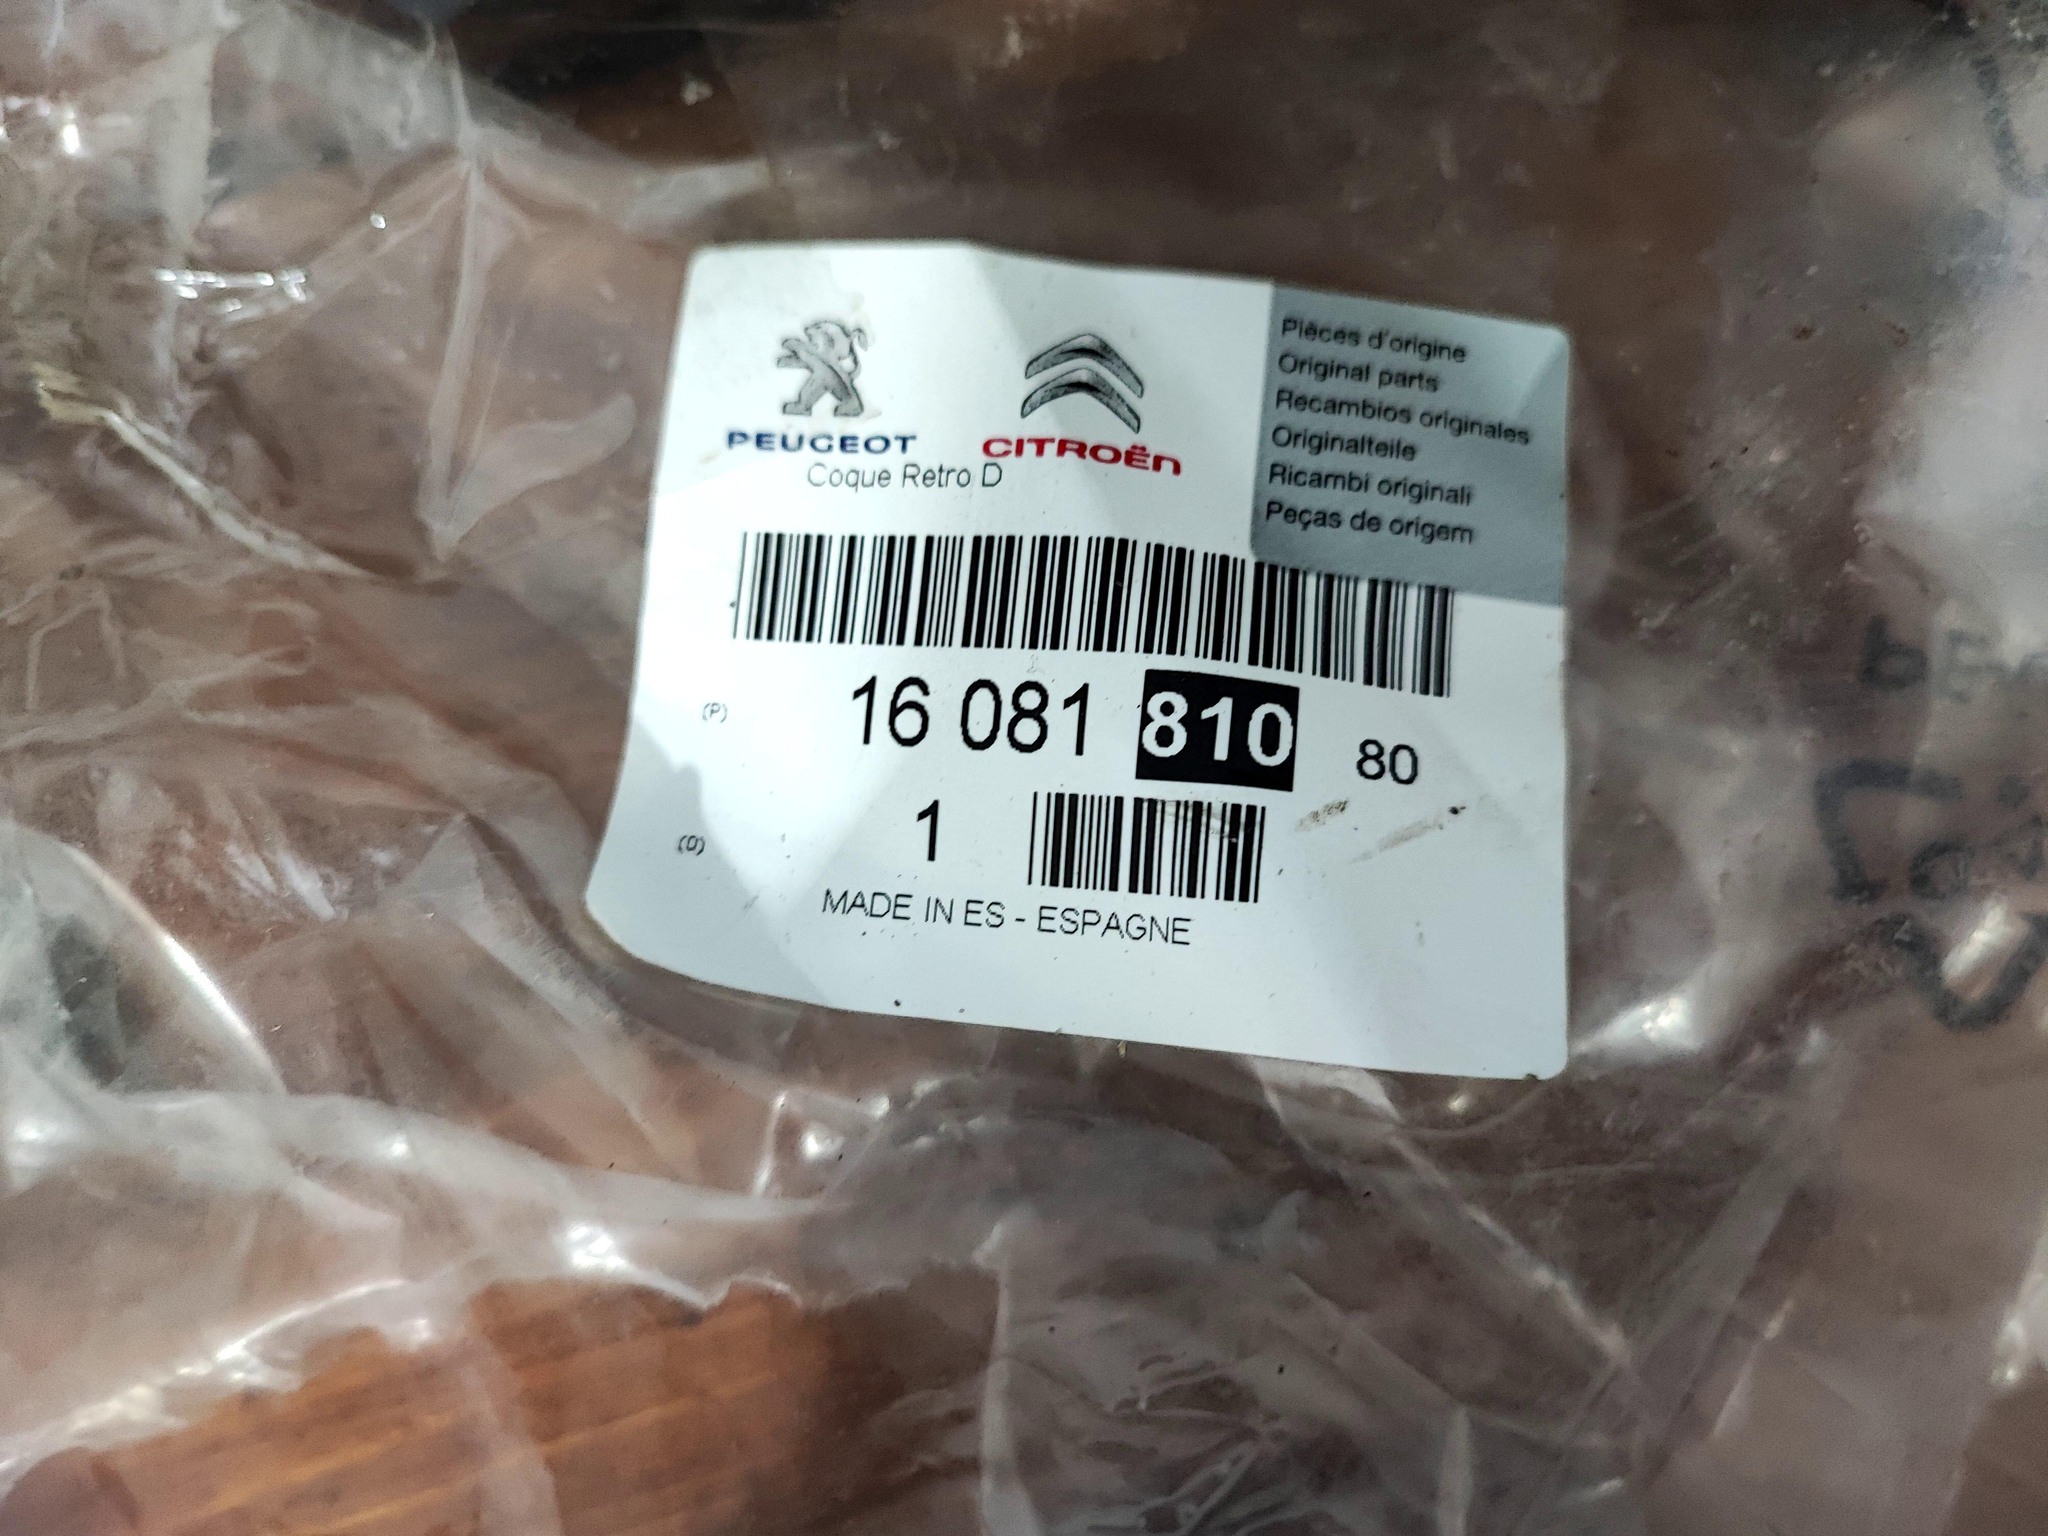 PEUGEOT
CITROËN
Coque Retro D
Pièces d'origine
Original parts
Recambios originales
Originalteile
Ricambi originali
Peças de origem
(P) 16 081 810 80
(Q) 1
MADE IN ES - ESPAGNE